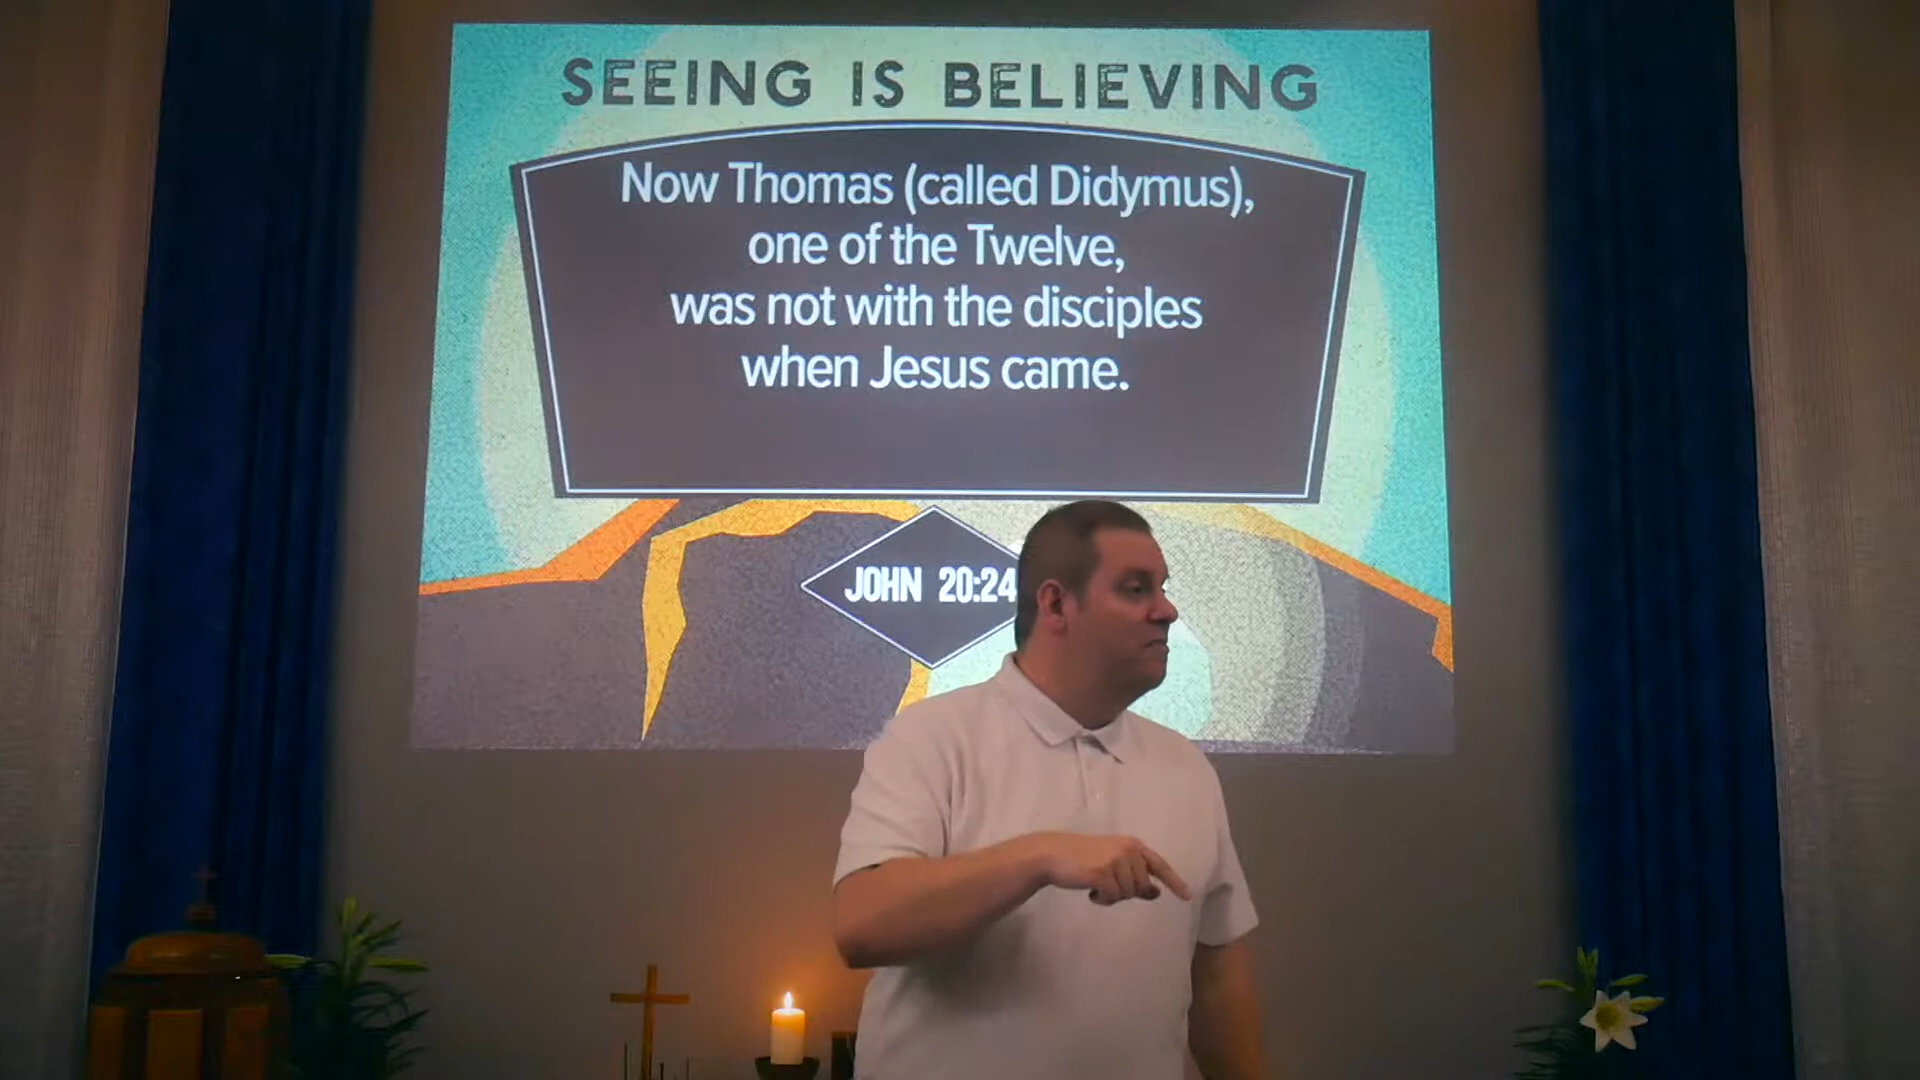 SEEING IS BELIEVING
Now Thomas (called Didymus),
one of the Twelve,
was not with the disciples
when Jesus came.
JOHN 20:24